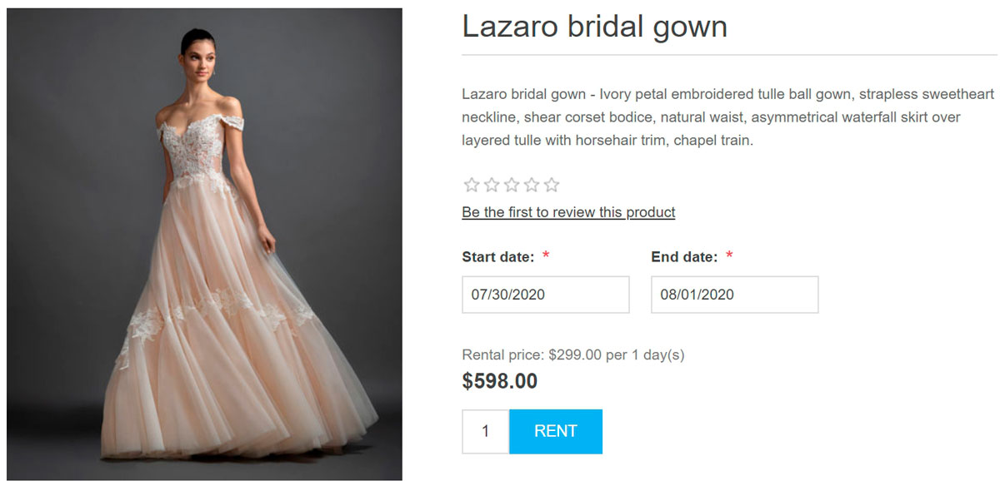 Lazaro bridal gown
Lazaro bridal gown - Ivory petal embroidered tulle ball gown, strapless sweetheart
neckline, shear corset bodice, natural waist, asymmetrical waterfall skirt over
layered tulle with horsehair trim, chapel train.
Be the first to review this product
Start date: * End date: *
07/30/2020 08/01/2020
Rental price: $299.00 per 1 day(s)
$598.00
1 RENT